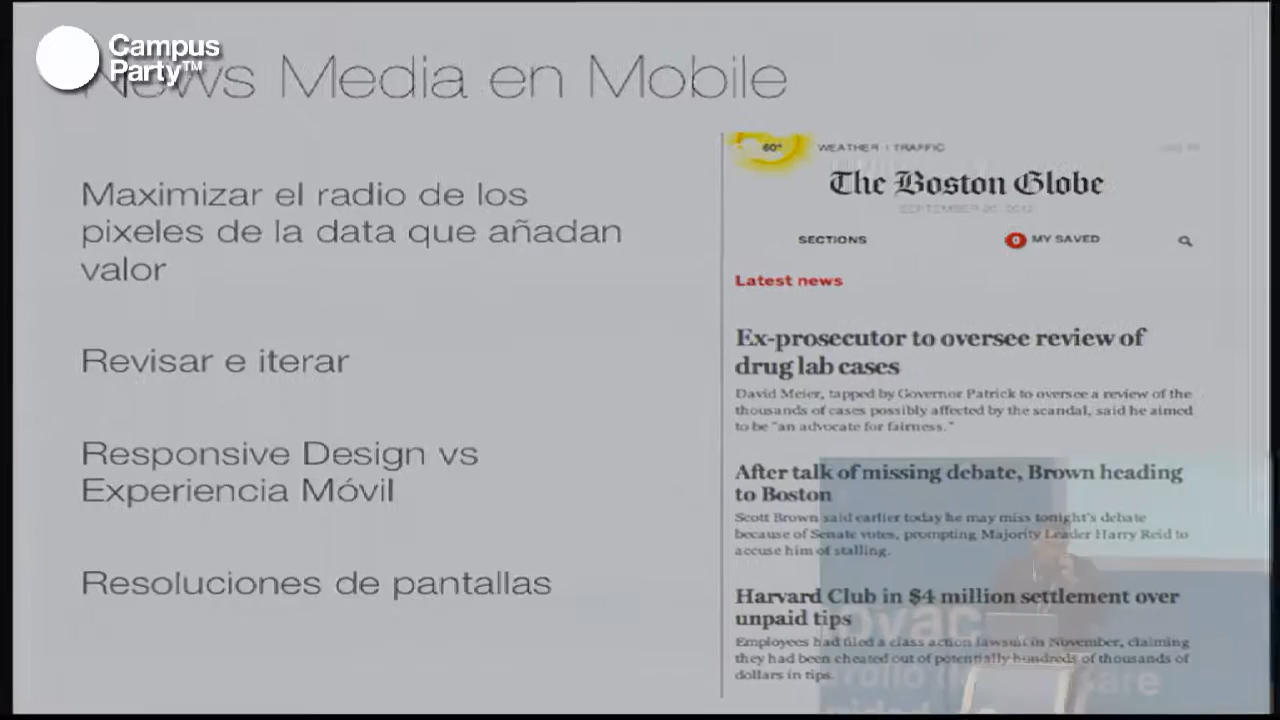 Campus
Party™
News Media en Mobile
Maximizar el radio de los
pixeles de la data que añadan
valor
Revisar e iterar
Responsive Design vs
Experiencia Móvil
Resoluciones de pantallas
60° WEATHER | TRAFFIC
The Boston Globe
SEPTEMBER 20, 2012
SECTIONS 0 MY SAVED
Latest news
Ex-prosecutor to oversee review of
drug lab cases
David Meier, tapped by Governor Patrick to oversee a review of the
thousands of cases possibly affected by the scandal, said he aimed
to be "an advocate for fairness."
After talk of missing debate, Brown heading
to Boston
Scott Brown said earlier today he may miss tonight's debate
because of Senate votes, prompting Majority Leader Harry Reid to
accuse him of stalling.
Harvard Club in $4 million settlement over
unpaid tips
Employees had filed a class action lawsuit in November, claiming
they had been cheated out of potentially hundreds of thousands of
dollars in tips.
ovac
rrollo
are